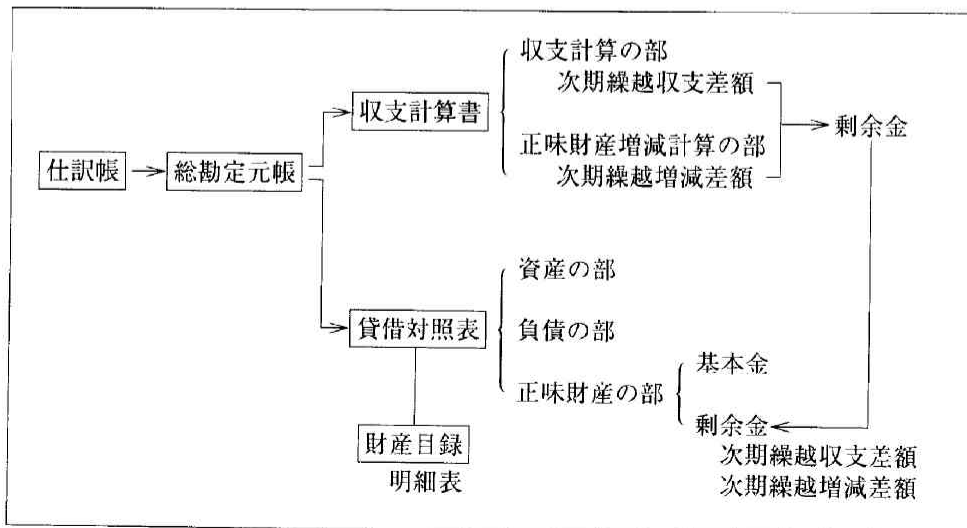 仕訳帳
総勘定元帳
収支計算書
収支計算の部
次期繰越収支差額
正味財産増減計算の部
次期繰越増減差額
剰余金
貸借対照表
資産の部
負債の部
正味財産の部
基本金
剰余金
次期繰越収支差額
次期繰越増減差額
財産目録
明細表